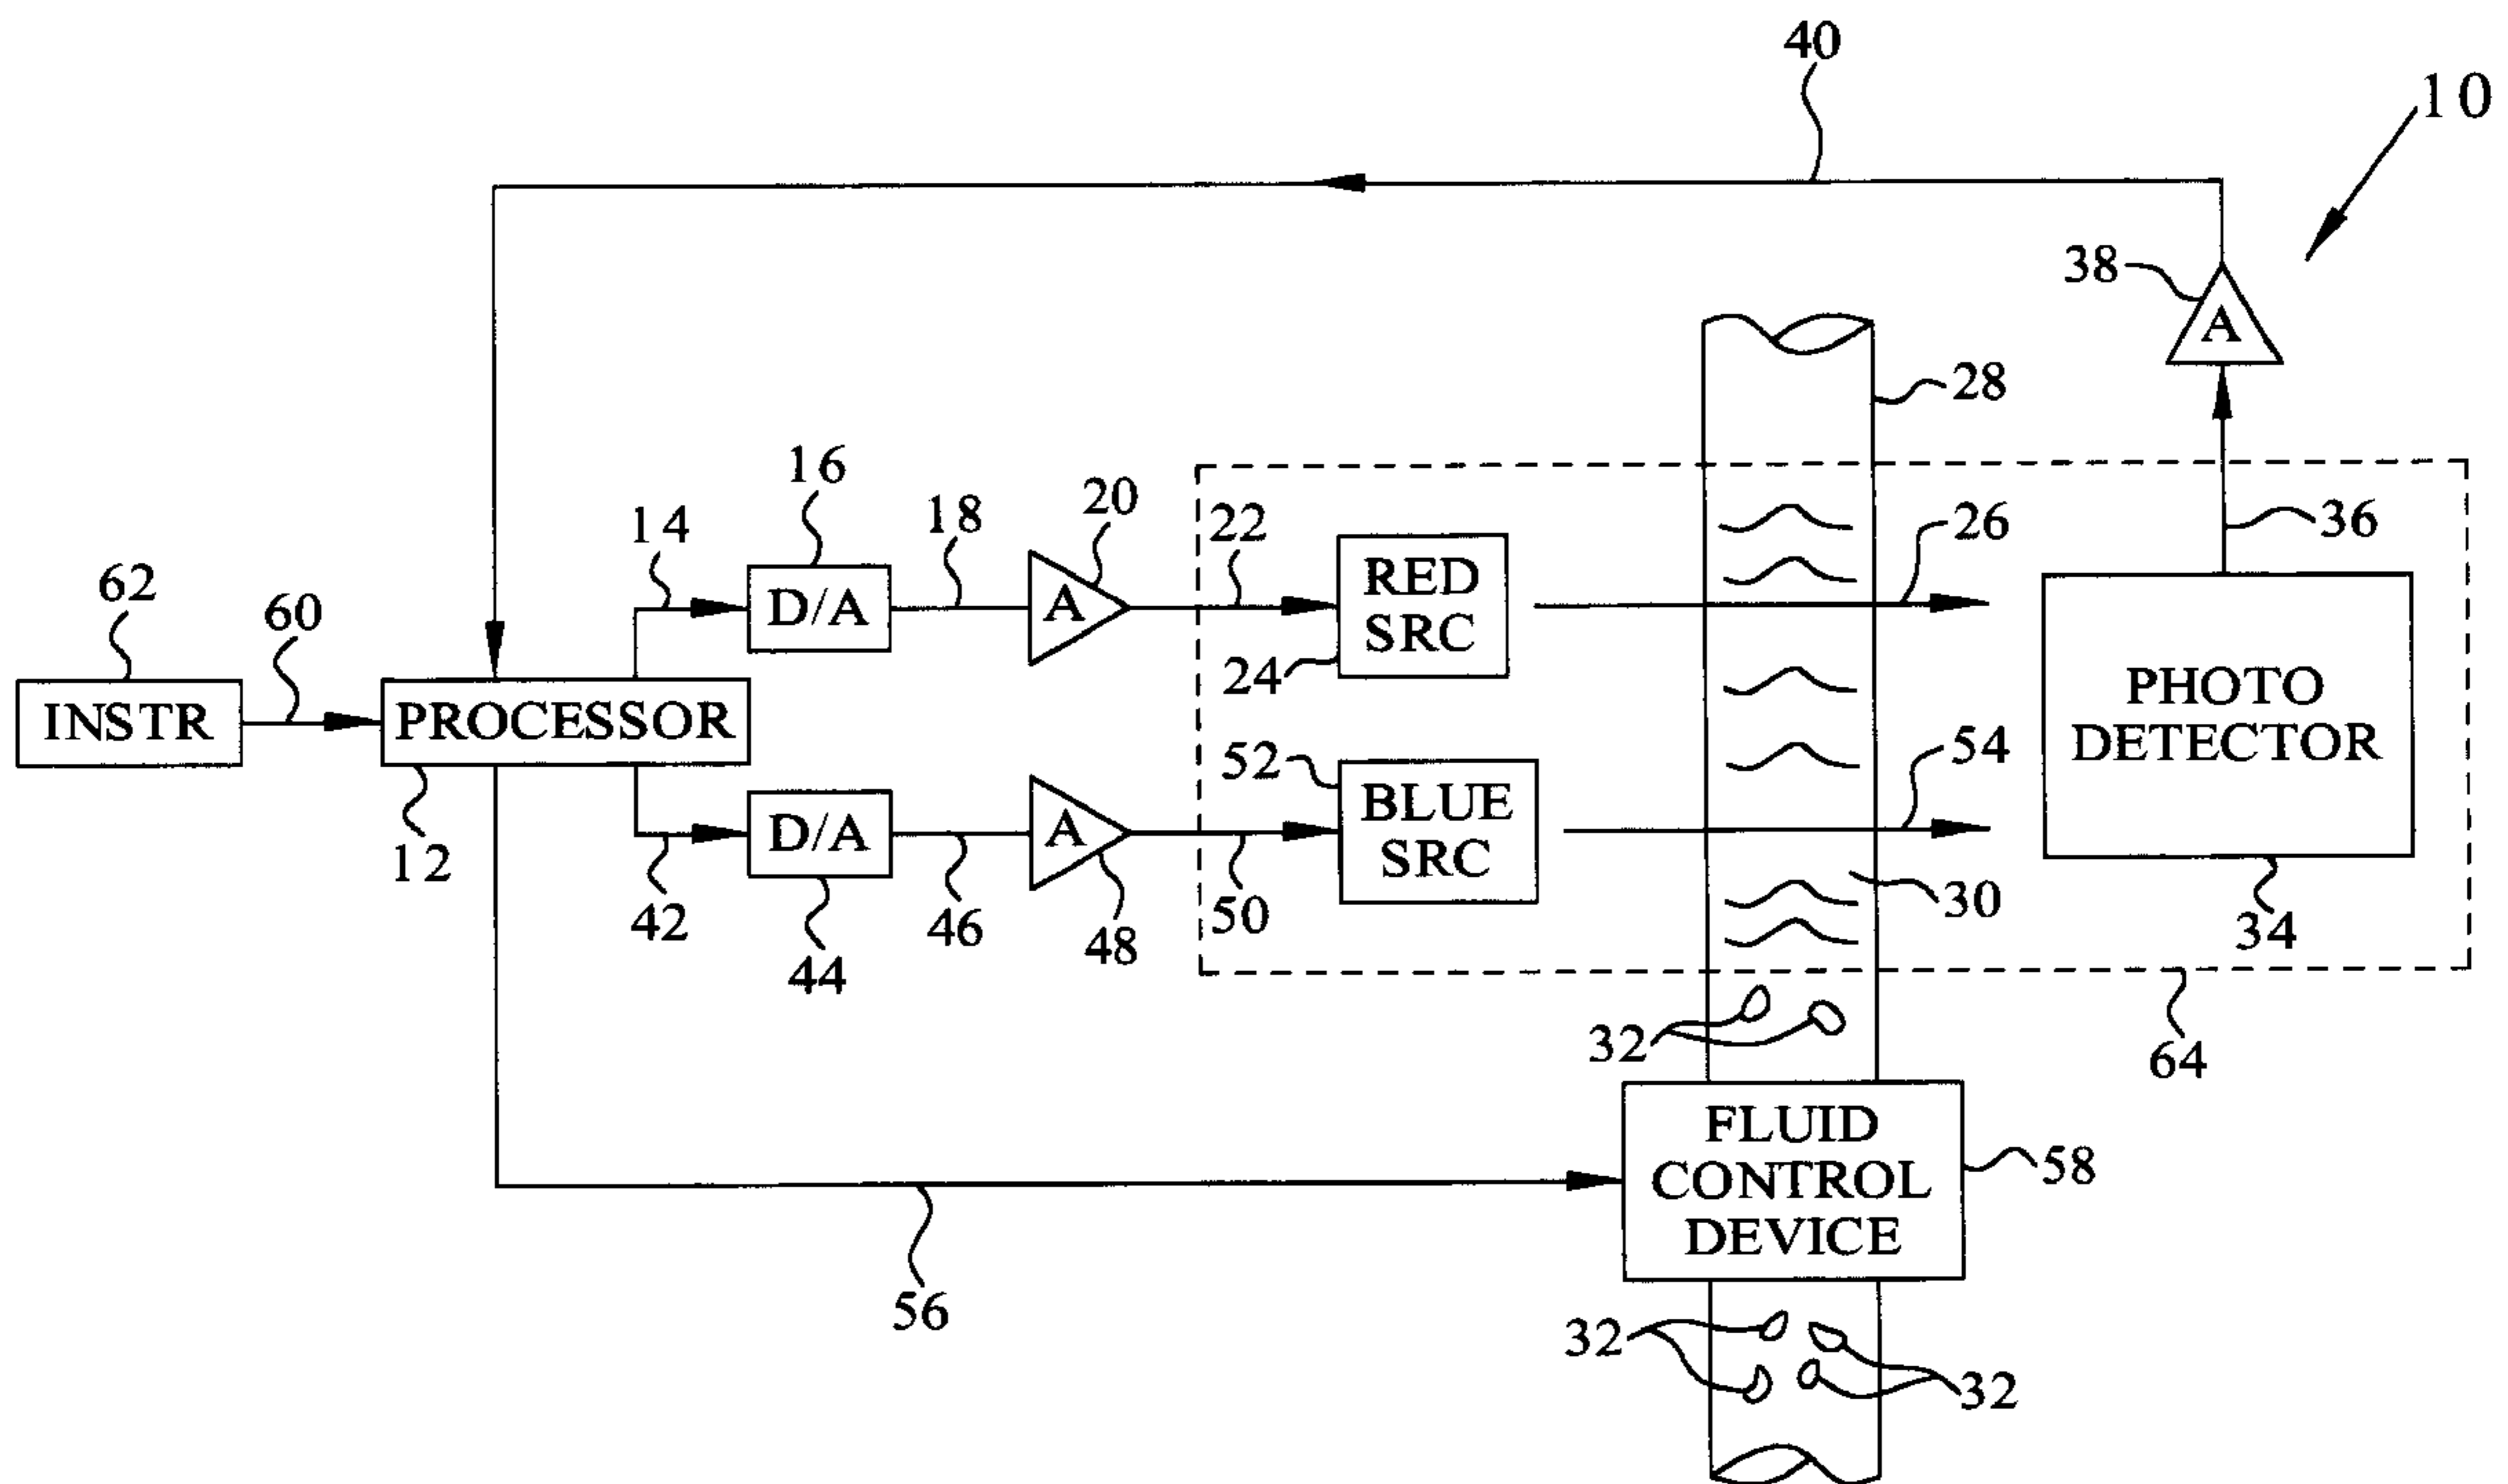 40
10
38
A
28
16
20
14
18
22
26
36
62
60
D/A
A
RED
SRC
24
PHOTO
DETECTOR
INSTR
PROCESSOR
52
54
12
D/A
A
BLUE
SRC
42
44
46
48
50
30
34
32
64
FLUID
CONTROL
DEVICE
58
56
32
32